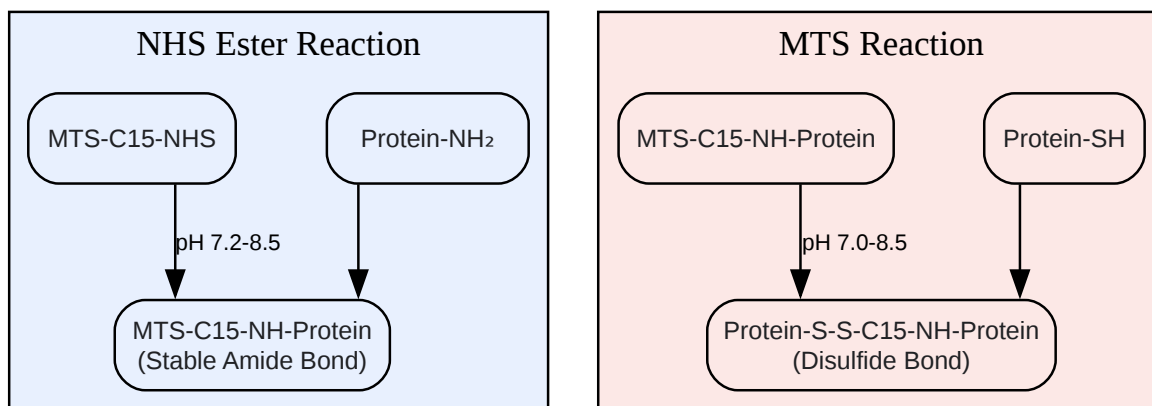 NHS Ester Reaction
MTS-C15-NHS
Protein-NH₂
pH 7.2-8.5
MTS-C15-NH-Protein
(Stable Amide Bond)
MTS Reaction
MTS-C15-NH-Protein
Protein-SH
pH 7.0-8.5
Protein-S-S-C15-NH-Protein
(Disulfide Bond)